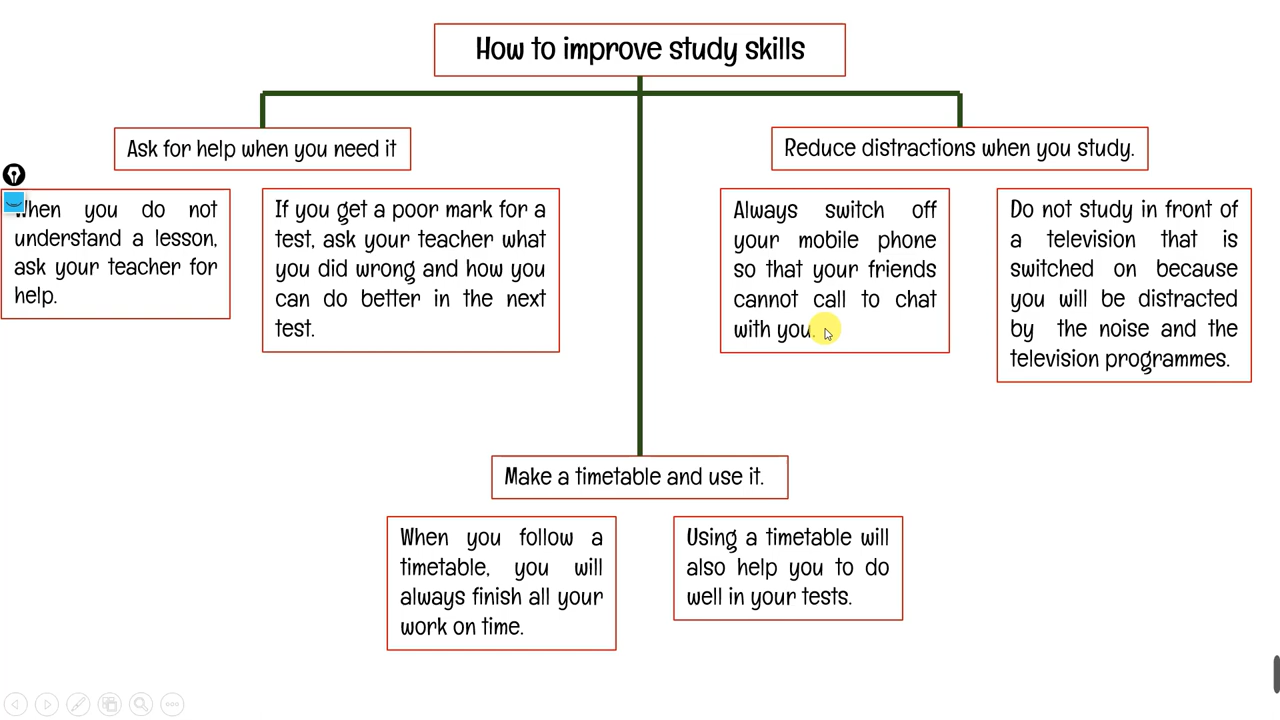 How to improve study skills
Ask for help when you need it
When you do not
understand a lesson,
ask your teacher for
help.
If you get a poor mark for a
test, ask your teacher what
you did wrong and how you
can do better in the next
test.
Reduce distractions when you study.
Always switch off
your mobile phone
so that your friends
cannot call to chat
with you.
Do not study in front of
a television that is
switched on because
you will be distracted
by the noise and the
television programmes.
Make a timetable and use it.
When you follow a
timetable, you will
always finish all your
work on time.
Using a timetable will
also help you to do
well in your tests.